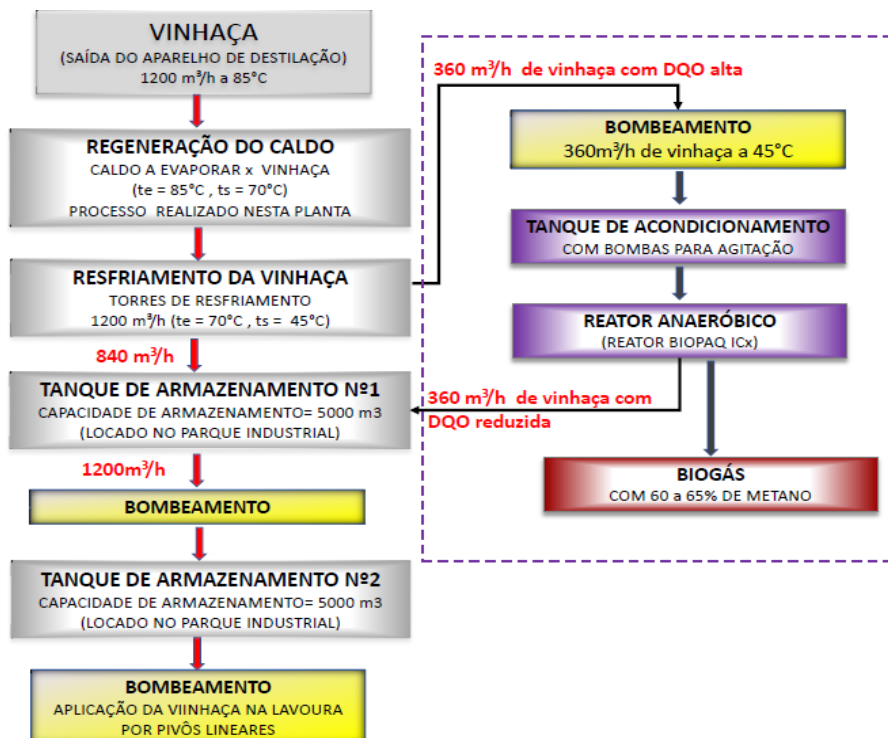 VINHAÇA
(SAÍDA DO APARELHO DE DESTILAÇÃO)
1200 m³/h a 85°C
REGENERAÇÃO DO CALDO
CALDO A EVAPORAR x VINHAÇA
(te = 85°C , ts = 70°C)
PROCESSO REALIZADO NESTA PLANTA
RESFRIAMENTO DA VINHAÇA
TORRES DE RESFRIAMENTO
1200 m³/h (te = 70°C , ts = 45°C)
840 m³/h
TANQUE DE ARMAZENAMENTO Nº1
CAPACIDADE DE ARMAZENAMENTO= 5000 m3
(LOCADO NO PARQUE INDUSTRIAL)
1200m³/h
BOMBEAMENTO
TANQUE DE ARMAZENAMENTO Nº2
CAPACIDADE DE ARMAZENAMENTO= 5000 m3
(LOCADO NO PARQUE INDUSTRIAL)
BOMBEAMENTO
APLICAÇÃO DA VIINHAÇA NA LAVOURA
POR PIVÔS LINEARES
360 m³/h de vinhaça com DQO alta
BOMBEAMENTO
360m³/h de vinhaça a 45°C
TANQUE DE ACONDICIONAMENTO
COM BOMBAS PARA AGITAÇÃO
REATOR ANAERÓBICO
(REATOR BIOPAQ ICx)
360 m³/h de vinhaça com
DQO reduzida
BIOGÁS
COM 60 a 65% DE METANO